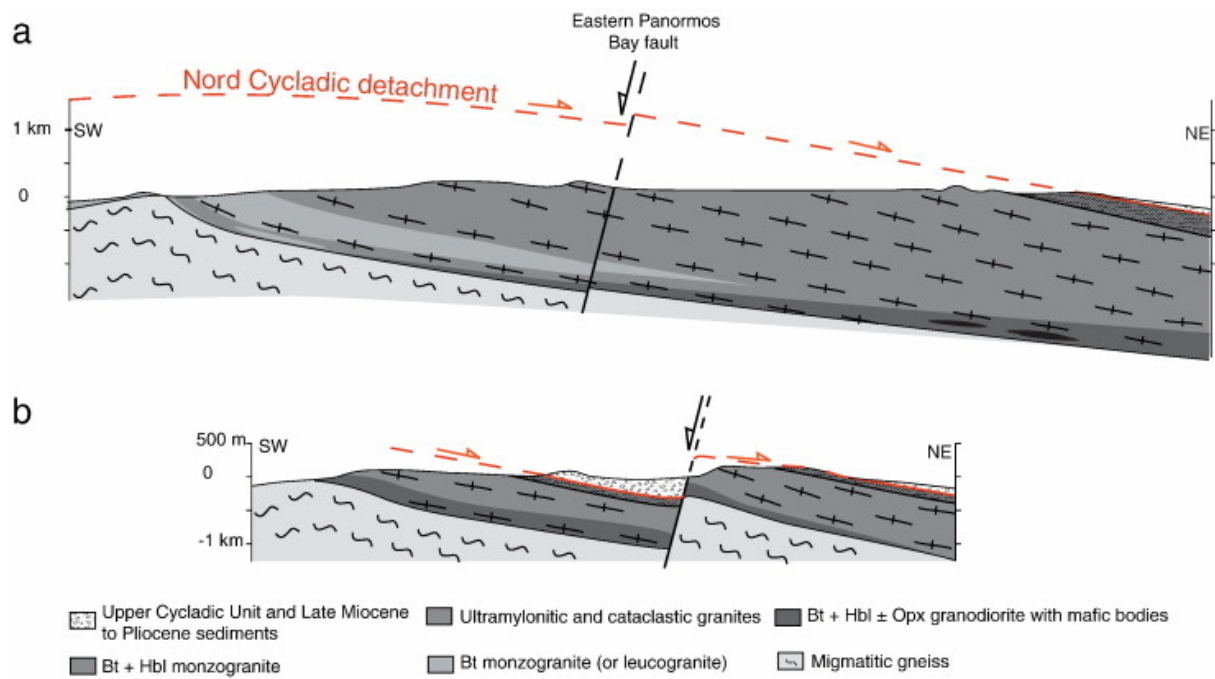 a
Eastern Panormos
Bay fault
Nord Cycladic detachment
1 km
SW
NE
0
b
500 m
SW
NE
0
-1 km
Upper Cycladic Unit and Late Miocene
to Pliocene sediments
Ultramylonitic and cataclastic granites
Bt + Hbl ± Opx granodiorite with mafic bodies
Bt + Hbl monzogranite
Bt monzogranite (or leucogranite)
Migmatitic gneiss